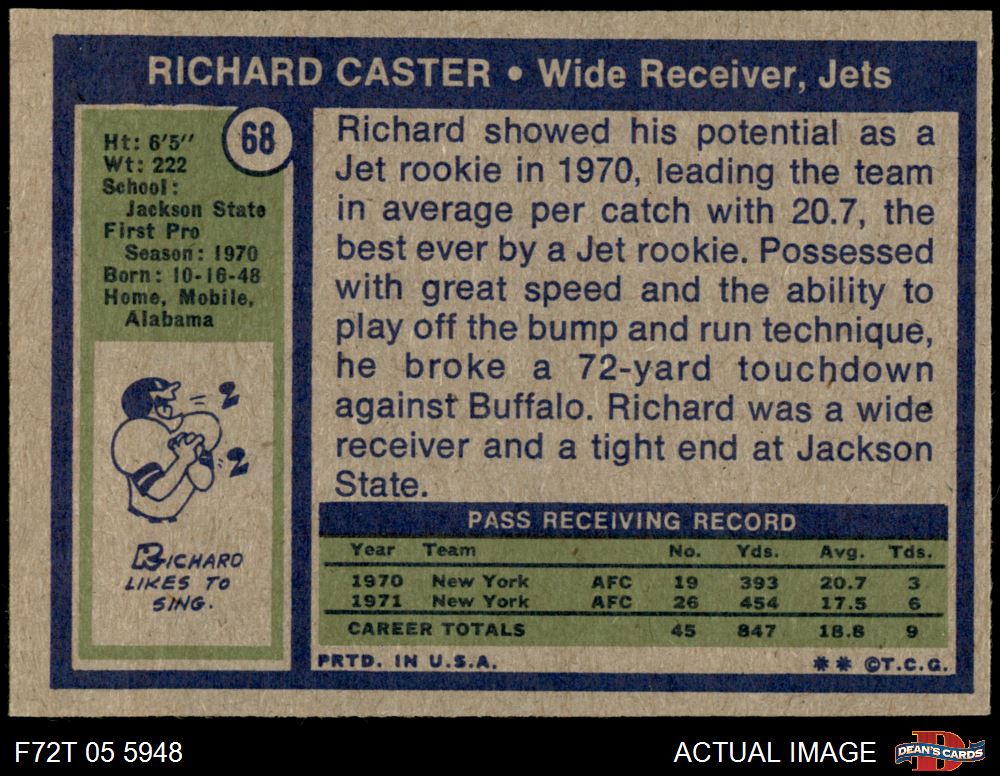 RICHARD CASTER • Wide Receiver, Jets
68
Ht: 6'5"
Wt: 222
School:
Jackson State
First Pro
Season: 1970
Born: 10-16-48
Home, Mobile,
Alabama
RICHARD
LIKES TO
SING.
Richard showed his potential as a
Jet rookie in 1970, leading the team
in average per catch with 20.7, the
best ever by a Jet rookie. Possessed
with great speed and the ability to
play off the bump and run technique,
he broke a 72-yard touchdown
against Buffalo. Richard was a wide
receiver and a tight end at Jackson
State.
PASS RECEIVING RECORD
Year Team No. Yds. Avg. Tds.
1970 New York AFC 19 393 20.7 3
1971 New York AFC 26 454 17.5 6
CAREER TOTALS 45 847 18.8 9
PRTD. IN U.S.A. ** ©T.C.G.
F72T 05 5948 ACTUAL IMAGE DEAN'S CARDS